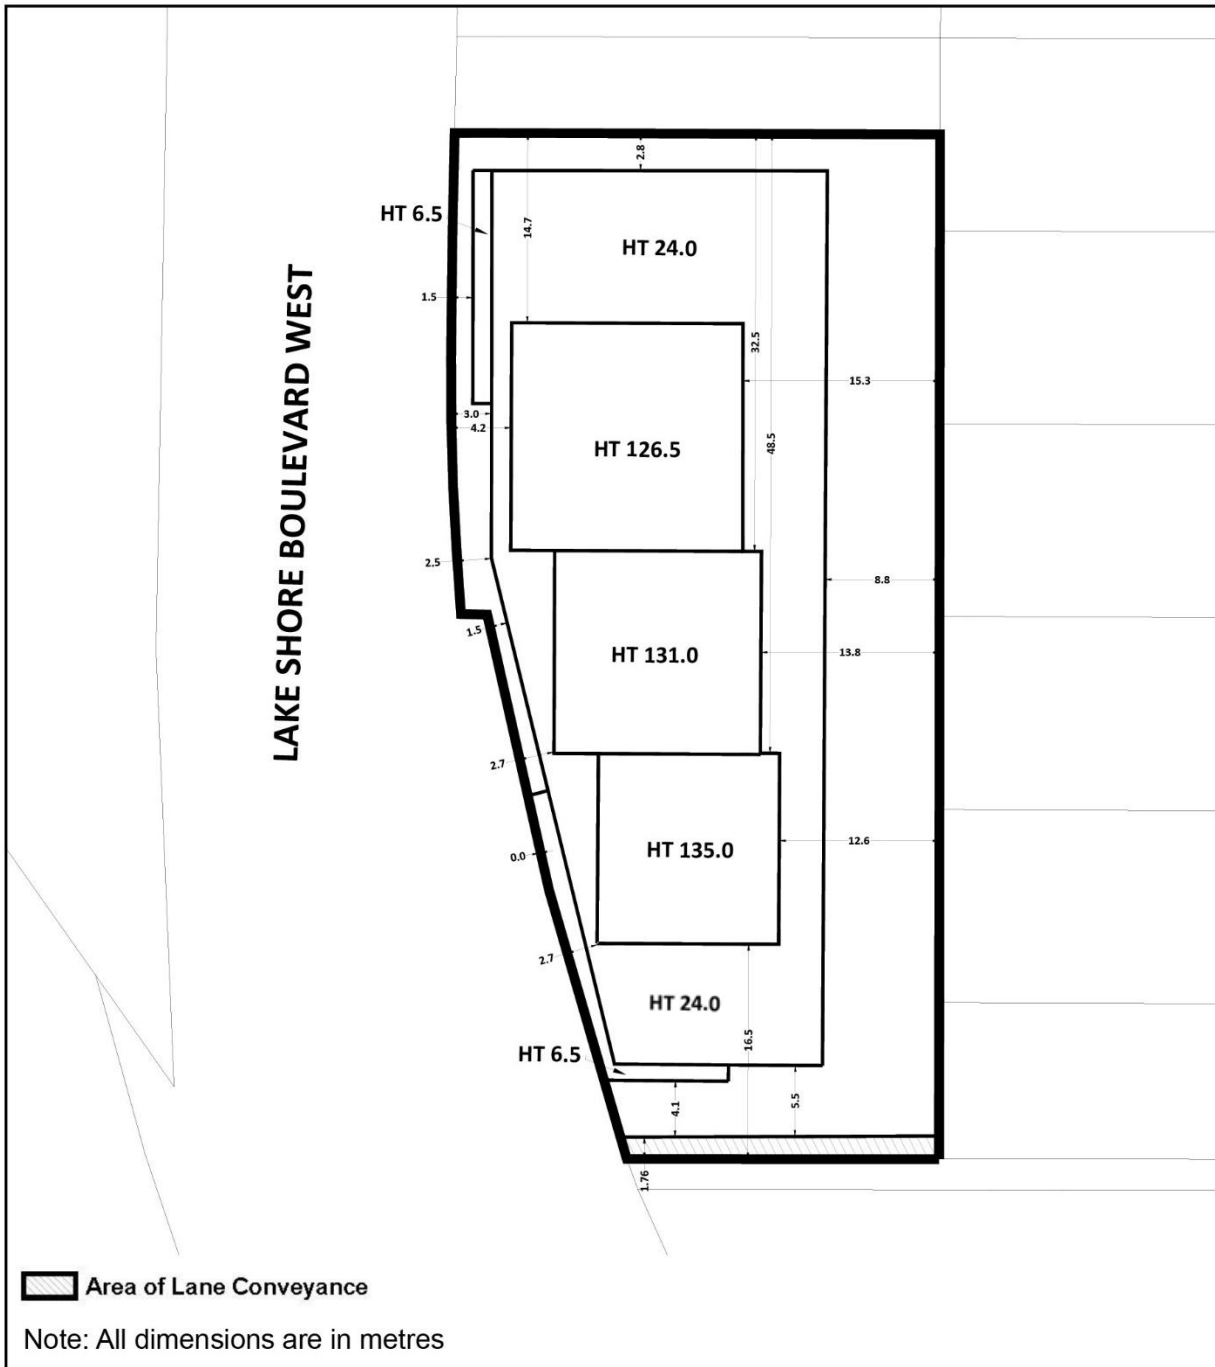 2.8
HT 6.5
14.7
HT 24.0
LAKE SHORE BOULEVARD WEST
1.5
32.5
15.3
3.0
4.2
48.5
HT 126.5
2.5
8.8
1.5
HT 131.0
13.8
2.7
0.0
HT 135.0
12.6
2.7
HT 24.0
16.5
HT 6.5
4.1
5.5
1.76
Area of Lane Conveyance
Note: All dimensions are in metres